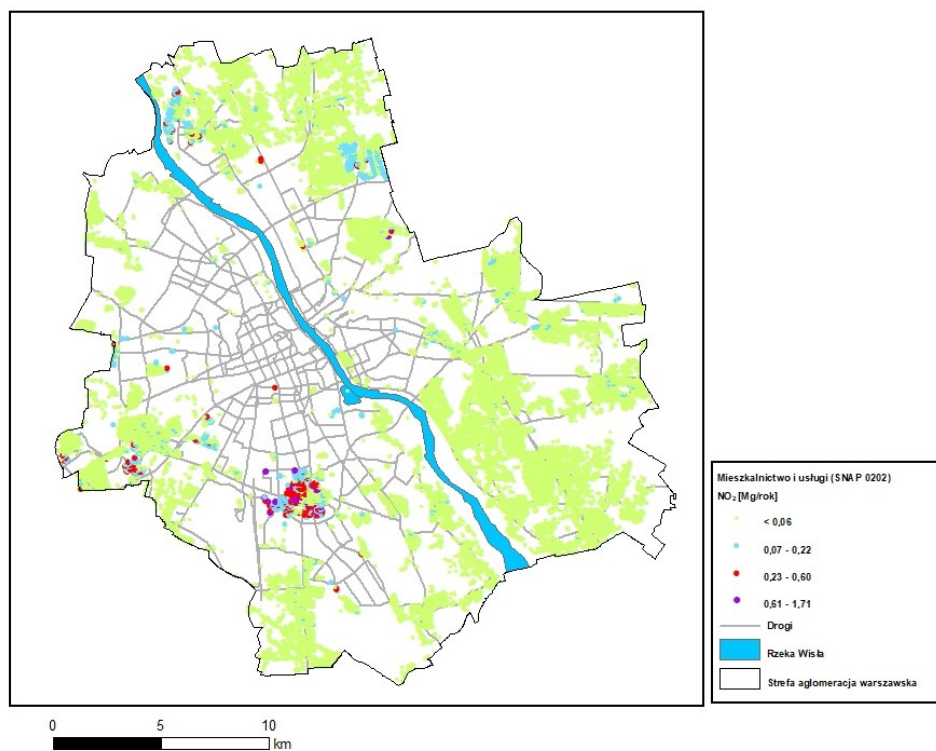 Mieszkalnictwo i usługi (SNAP 0202)
NO₂ [Mg/rok]
< 0,06
0,07 - 0,22
0,23 - 0,60
0,61 - 1,71
Drogi
Rzeka Wisła
Strefa aglomeracja warszawska
0 5 10
km